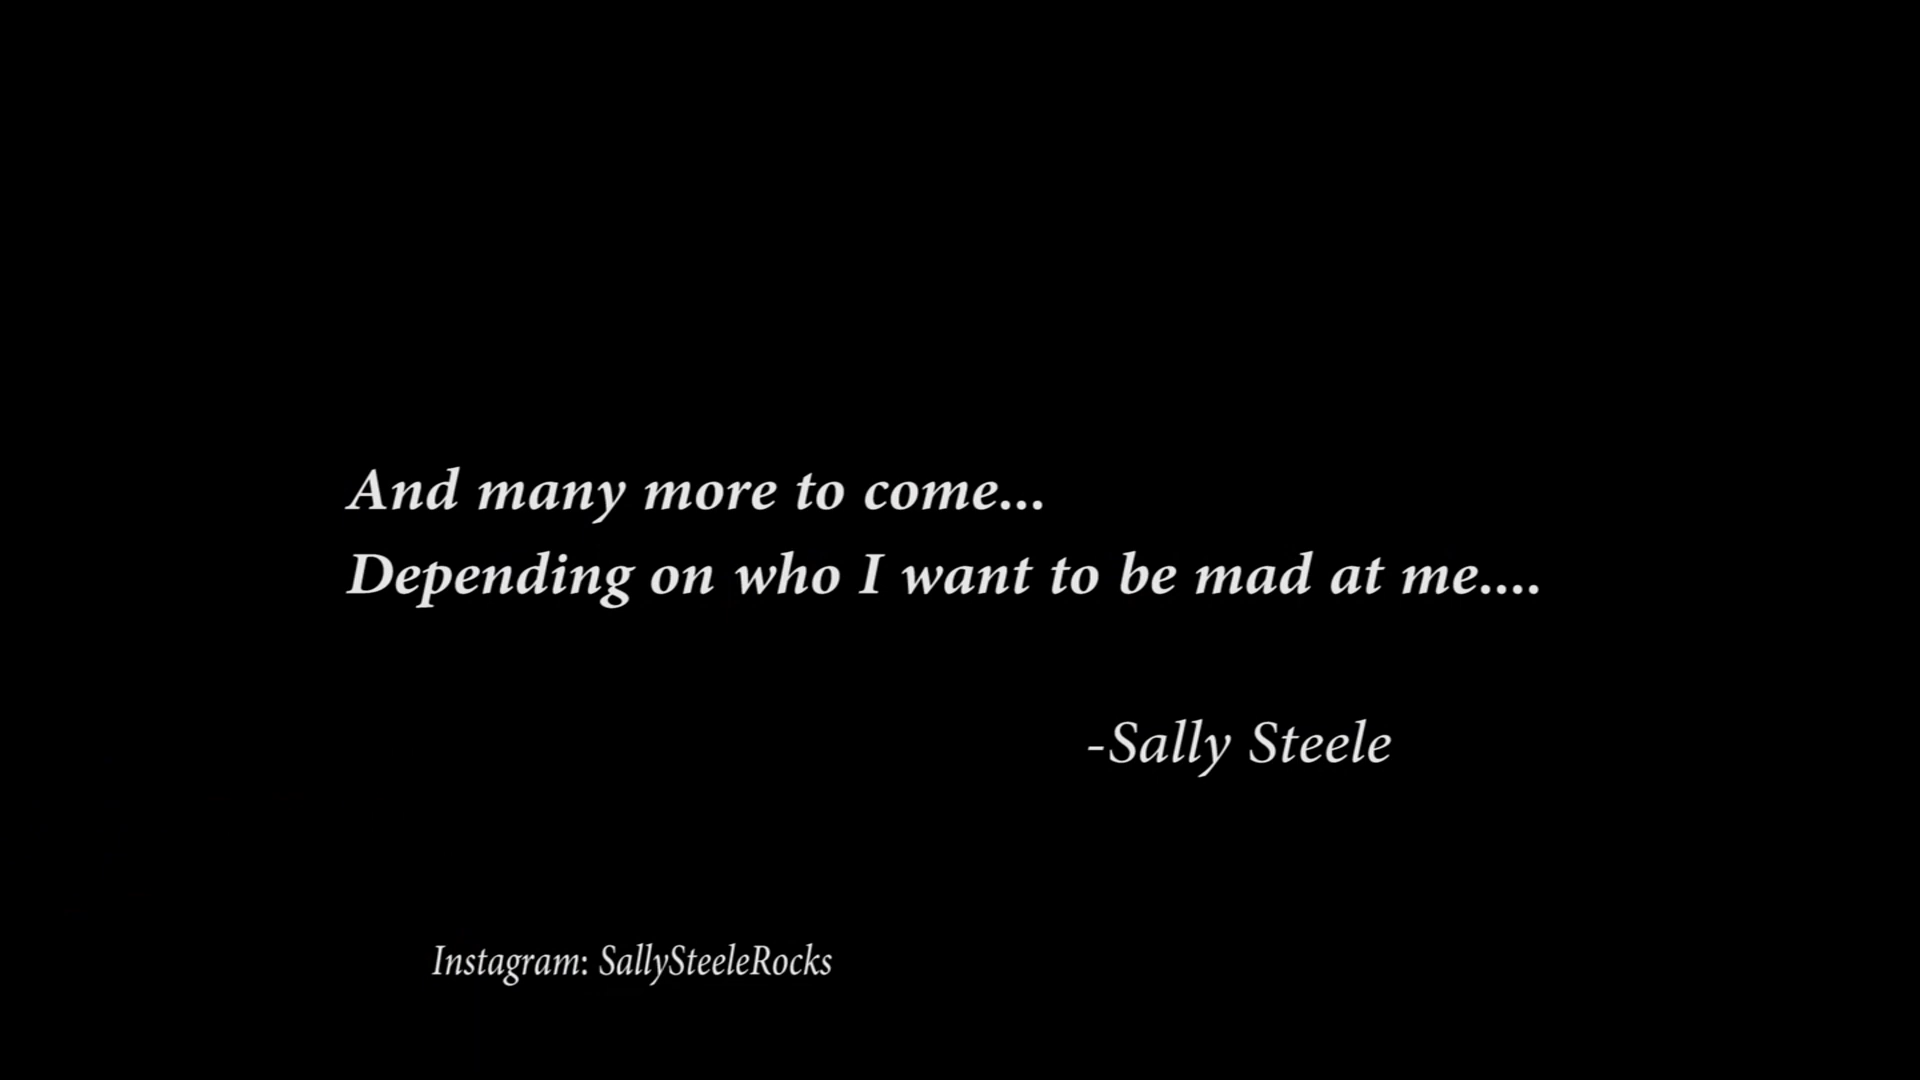 And many more to come...
Depending on who I want to be mad at me....
-Sally Steele
Instagram: SallySteeleRocks